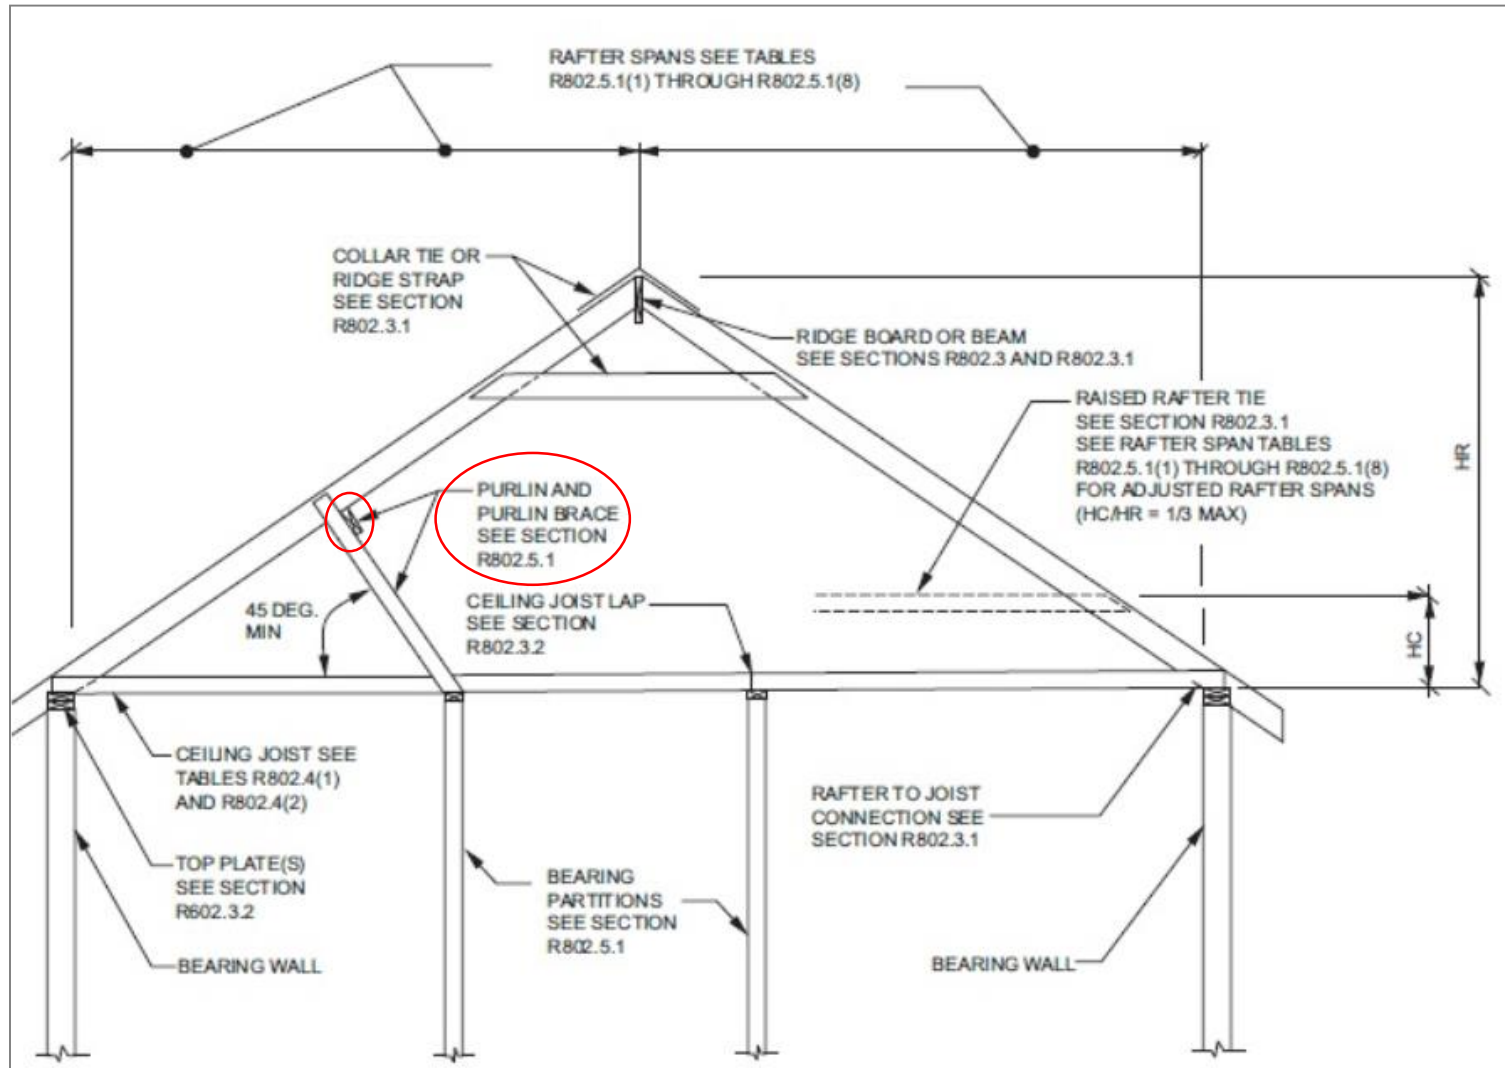 RAFTER SPANS SEE TABLES
R802.5.1(1) THROUGH R802.5.1(8)
COLLAR TIE OR
RIDGE STRAP
SEE SECTION
R802.3.1
RIDGE BOARD OR BEAM
SEE SECTIONS R802.3 AND R802.3.1
RAISED RAFTER TIE
SEE SECTION R802.3.1
SEE RAFTER SPAN TABLES
R802.5.1(1) THROUGH R802.5.1(8)
FOR ADJUSTED RAFTER SPANS
(HC/HR = 1/3 MAX)
HR
PURLIN AND
PURLIN BRACE
SEE SECTION
R802.5.1
45 DEG.
MIN
CEILING JOIST LAP
SEE SECTION
R802.3.2
HC
CEILING JOIST SEE
TABLES R802.4(1)
AND R802.4(2)
RAFTER TO JOIST
CONNECTION SEE
SECTION R802.3.1
TOP PLATE(S)
SEE SECTION
R602.3.2
BEARING
PARTITIONS
SEE SECTION
R802.5.1
BEARING WALL
BEARING WALL